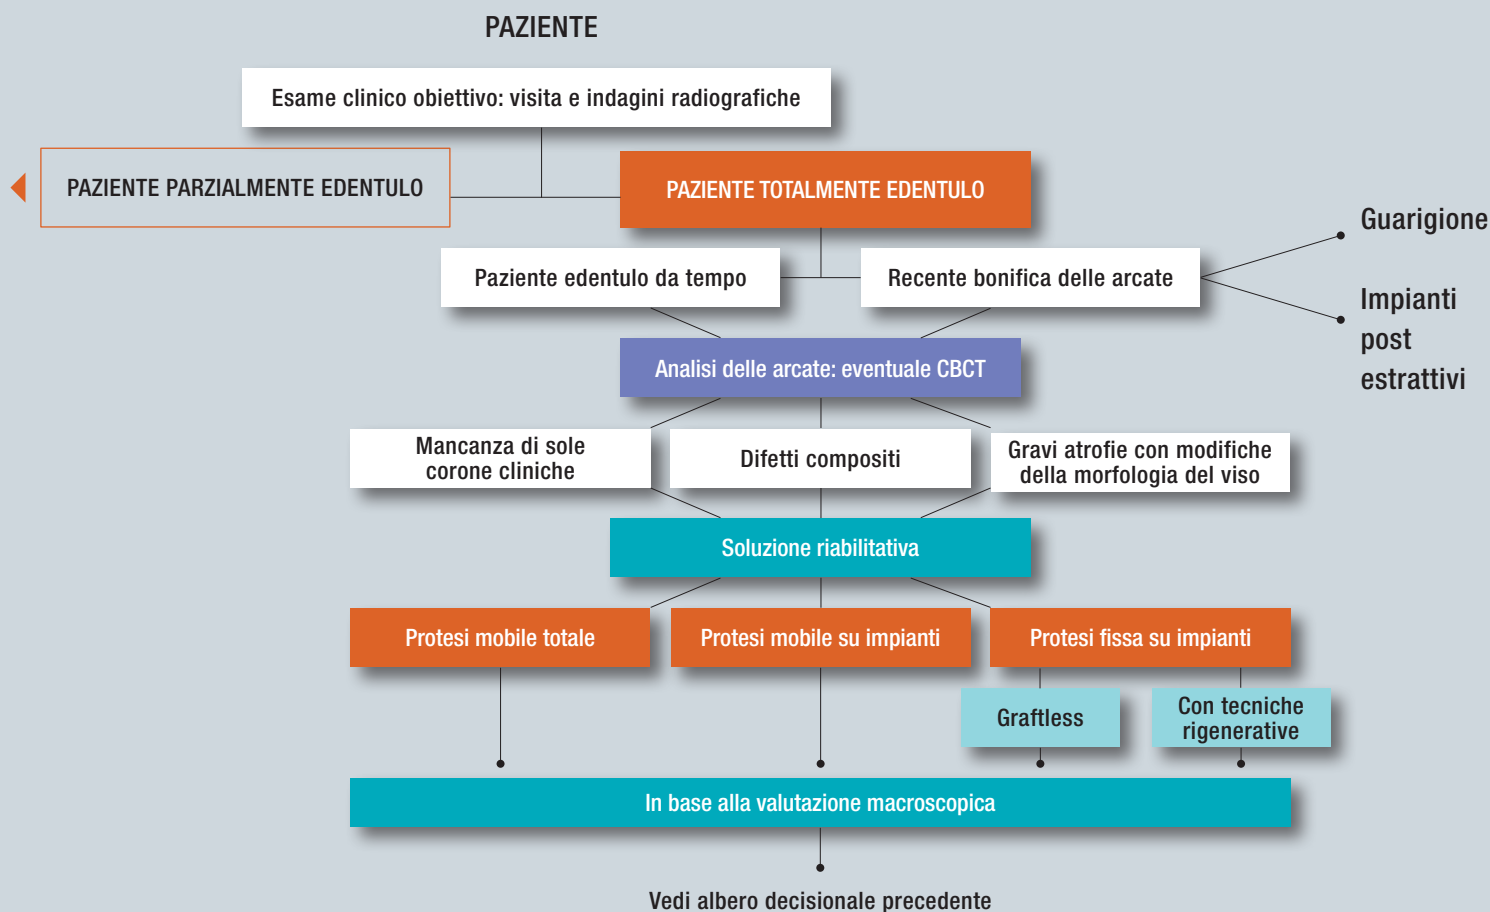 PAZIENTE
Esame clinico obiettivo: visita e indagini radiografiche
PAZIENTE PARZIALMENTE EDENTULO
PAZIENTE TOTALMENTE EDENTULO
Paziente edentulo da tempo
Recente bonifica delle arcate
Guarigione
Impianti
post
estrattivi
Analisi delle arcate: eventuale CBCT
Mancanza di sole
corone cliniche
Difetti compositi
Gravi atrofie con modifiche
della morfologia del viso
Soluzione riabilitativa
Protesi mobile totale
Protesi mobile su impianti
Protesi fissa su impianti
Graftless
Con tecniche
rigenerative
In base alla valutazione macroscopica
Vedi albero decisionale precedente